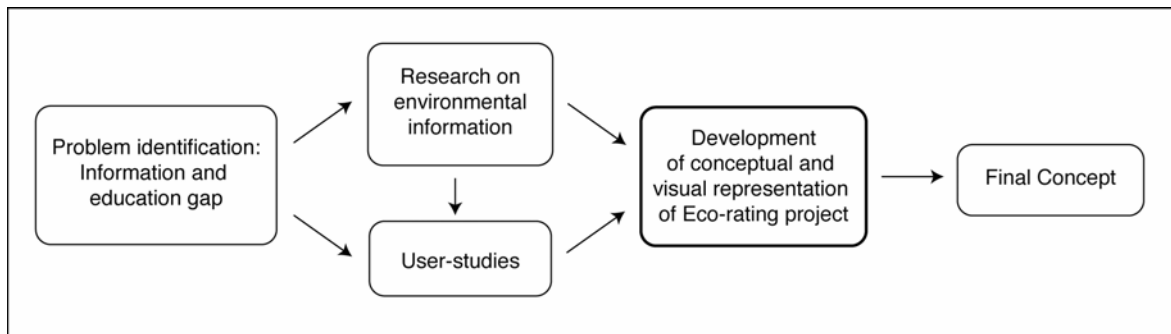 Problem identification:
Information and
education gap
Research on
environmental
information
User-studies
Development
of conceptual and
visual representation
of Eco-rating project
Final Concept